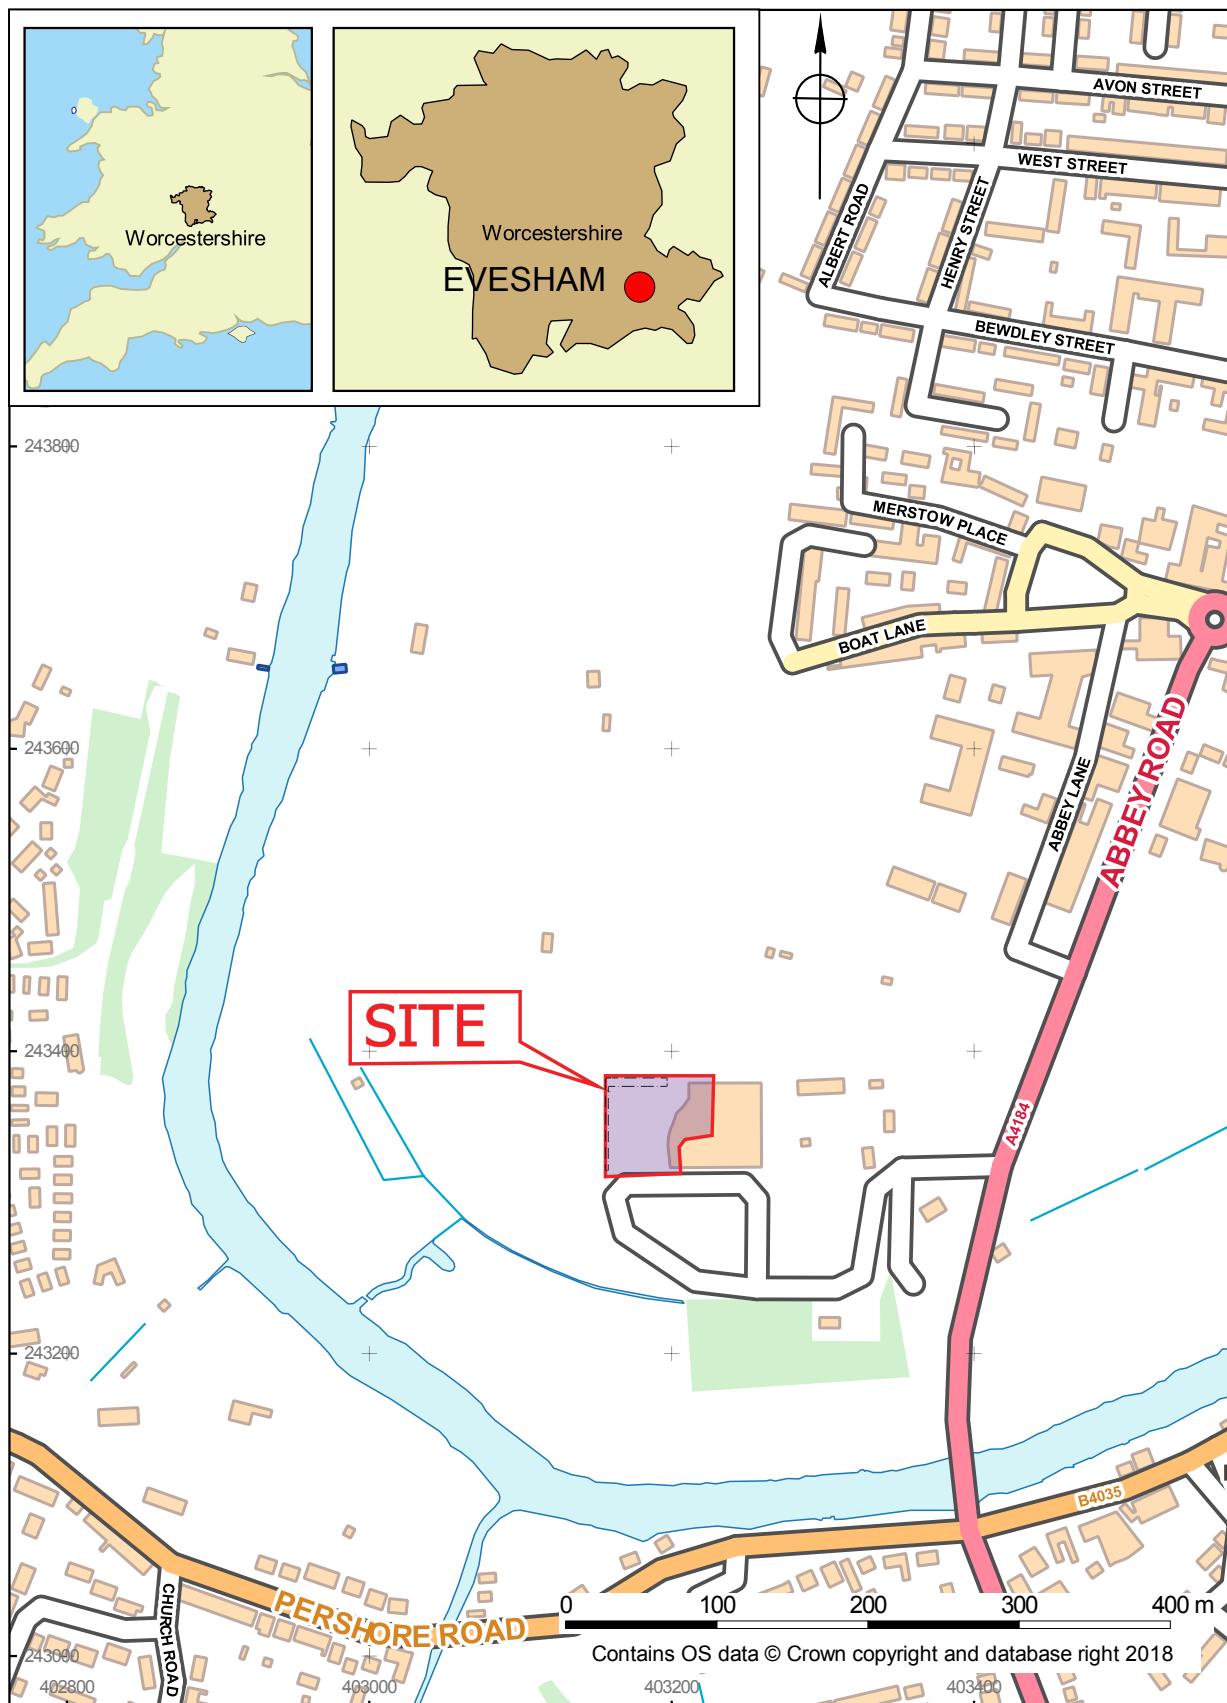 Worcestershire
Worcestershire
EVESHAM
AVON STREET
WEST STREET
ALBERT ROAD
HENRY STREET
BEWDLEY STREET
243800
MERSTOW PLACE
BOAT LANE
243600
ABBEY LANE
ABBEY ROAD
SITE
243400
A4184
243200
B4035
PERSHORE ROAD
CHURCH ROAD
0 100 200 300 400 m
Contains OS data © Crown copyright and database right 2018
243000
402800 403000 403200 403400